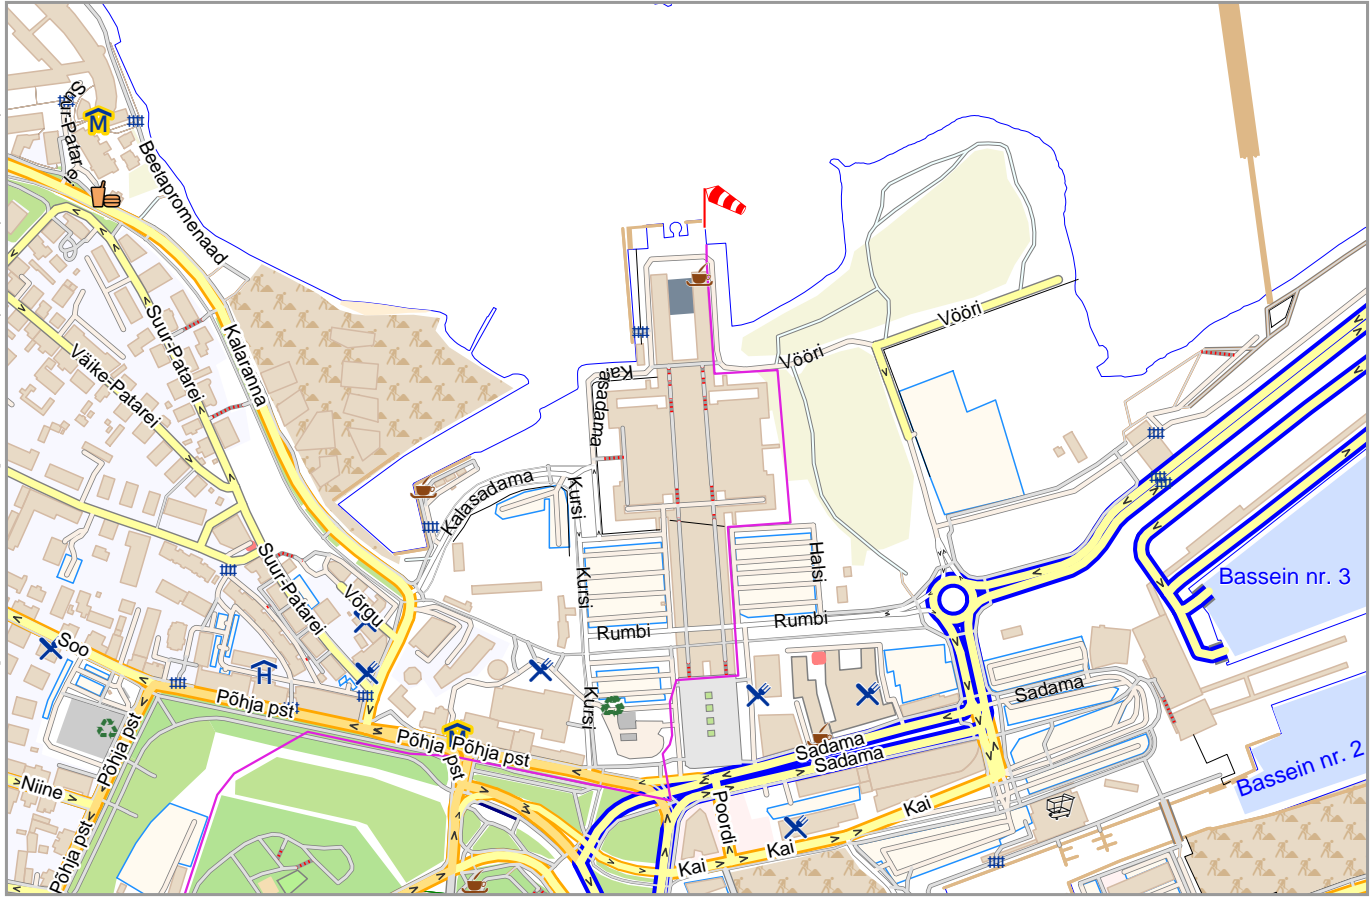 Suur-Patarei
M
Beetapromenaad
Suur-Patarei
Väike-Patarei
Kalaranna
Vööri
Vööri
Kalasadama
Kalasadama
Kursi
Kursi
Kursi
Halsi
Rumbi
Rumbi
Bassein nr. 3
Suur-Patarei
Võrgu
Soo
H
Põhja pst
Põhja pst
Põhja pst
Põhja pst
Põhja pst
Sadama
Sadama
Sadama
Bassein nr. 2
Niine
Poordi
Kai
Kai
Kai